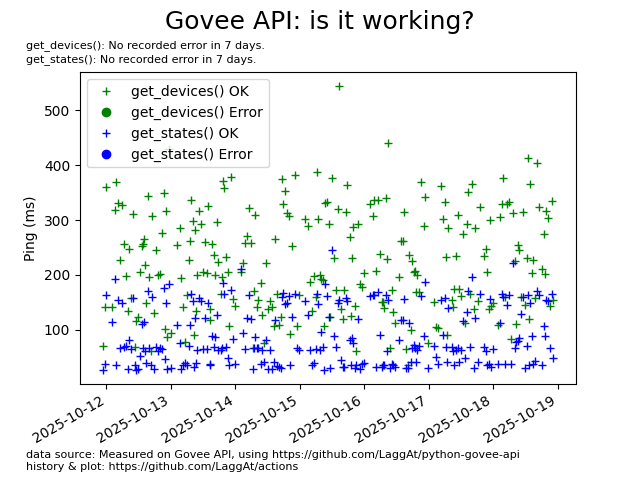 Govee API: is it working?
get_devices(): No recorded error in 7 days.
get_states(): No recorded error in 7 days.
get_devices() OK
get_devices() Error
get_states() OK
get_states() Error
Ping (ms)
500
400
300
200
100
2025-10-12
2025-10-13
2025-10-14
2025-10-15
2025-10-16
2025-10-17
2025-10-18
2025-10-19
data source: Measured on Govee API, using https://github.com/LaggAt/python-govee-api
history & plot: https://github.com/LaggAt/actions